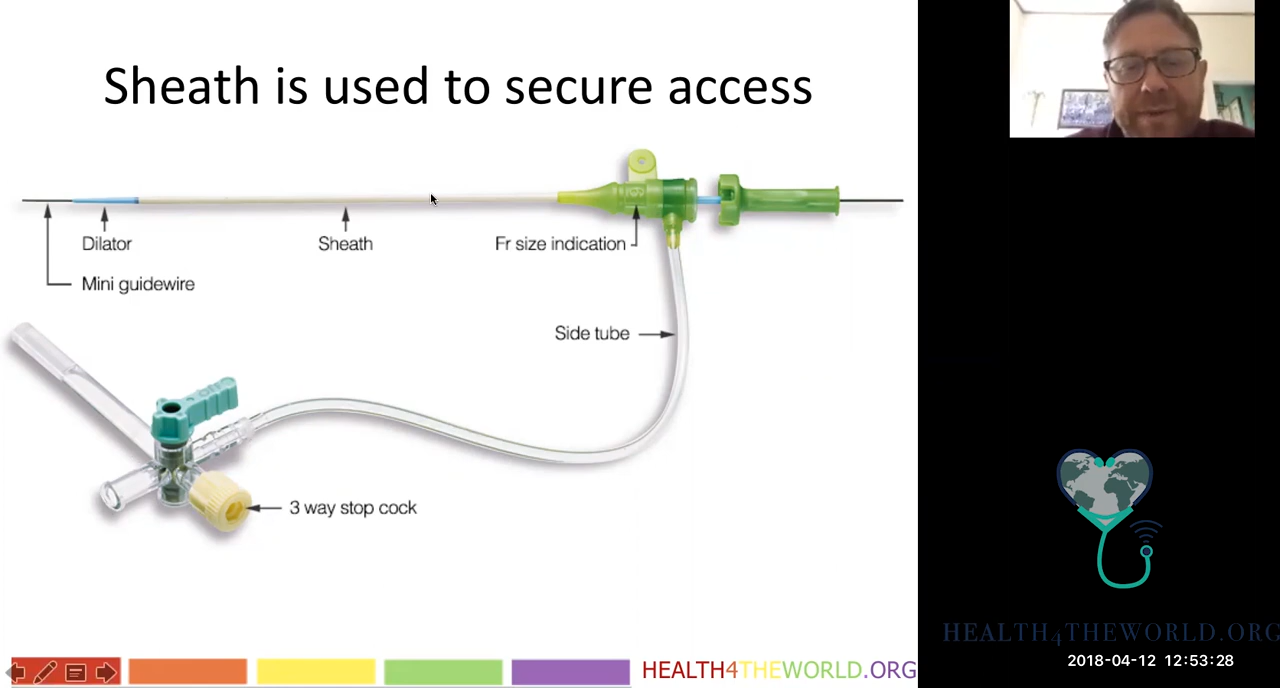 Sheath is used to secure access
Dilator
Sheath
Fr size indication
Mini guidewire
Side tube
3 way stop cock
HEALTH4THEWORLD.ORG
HEALTH4THEWORLD.ORG
2018-04-12 12:53:28